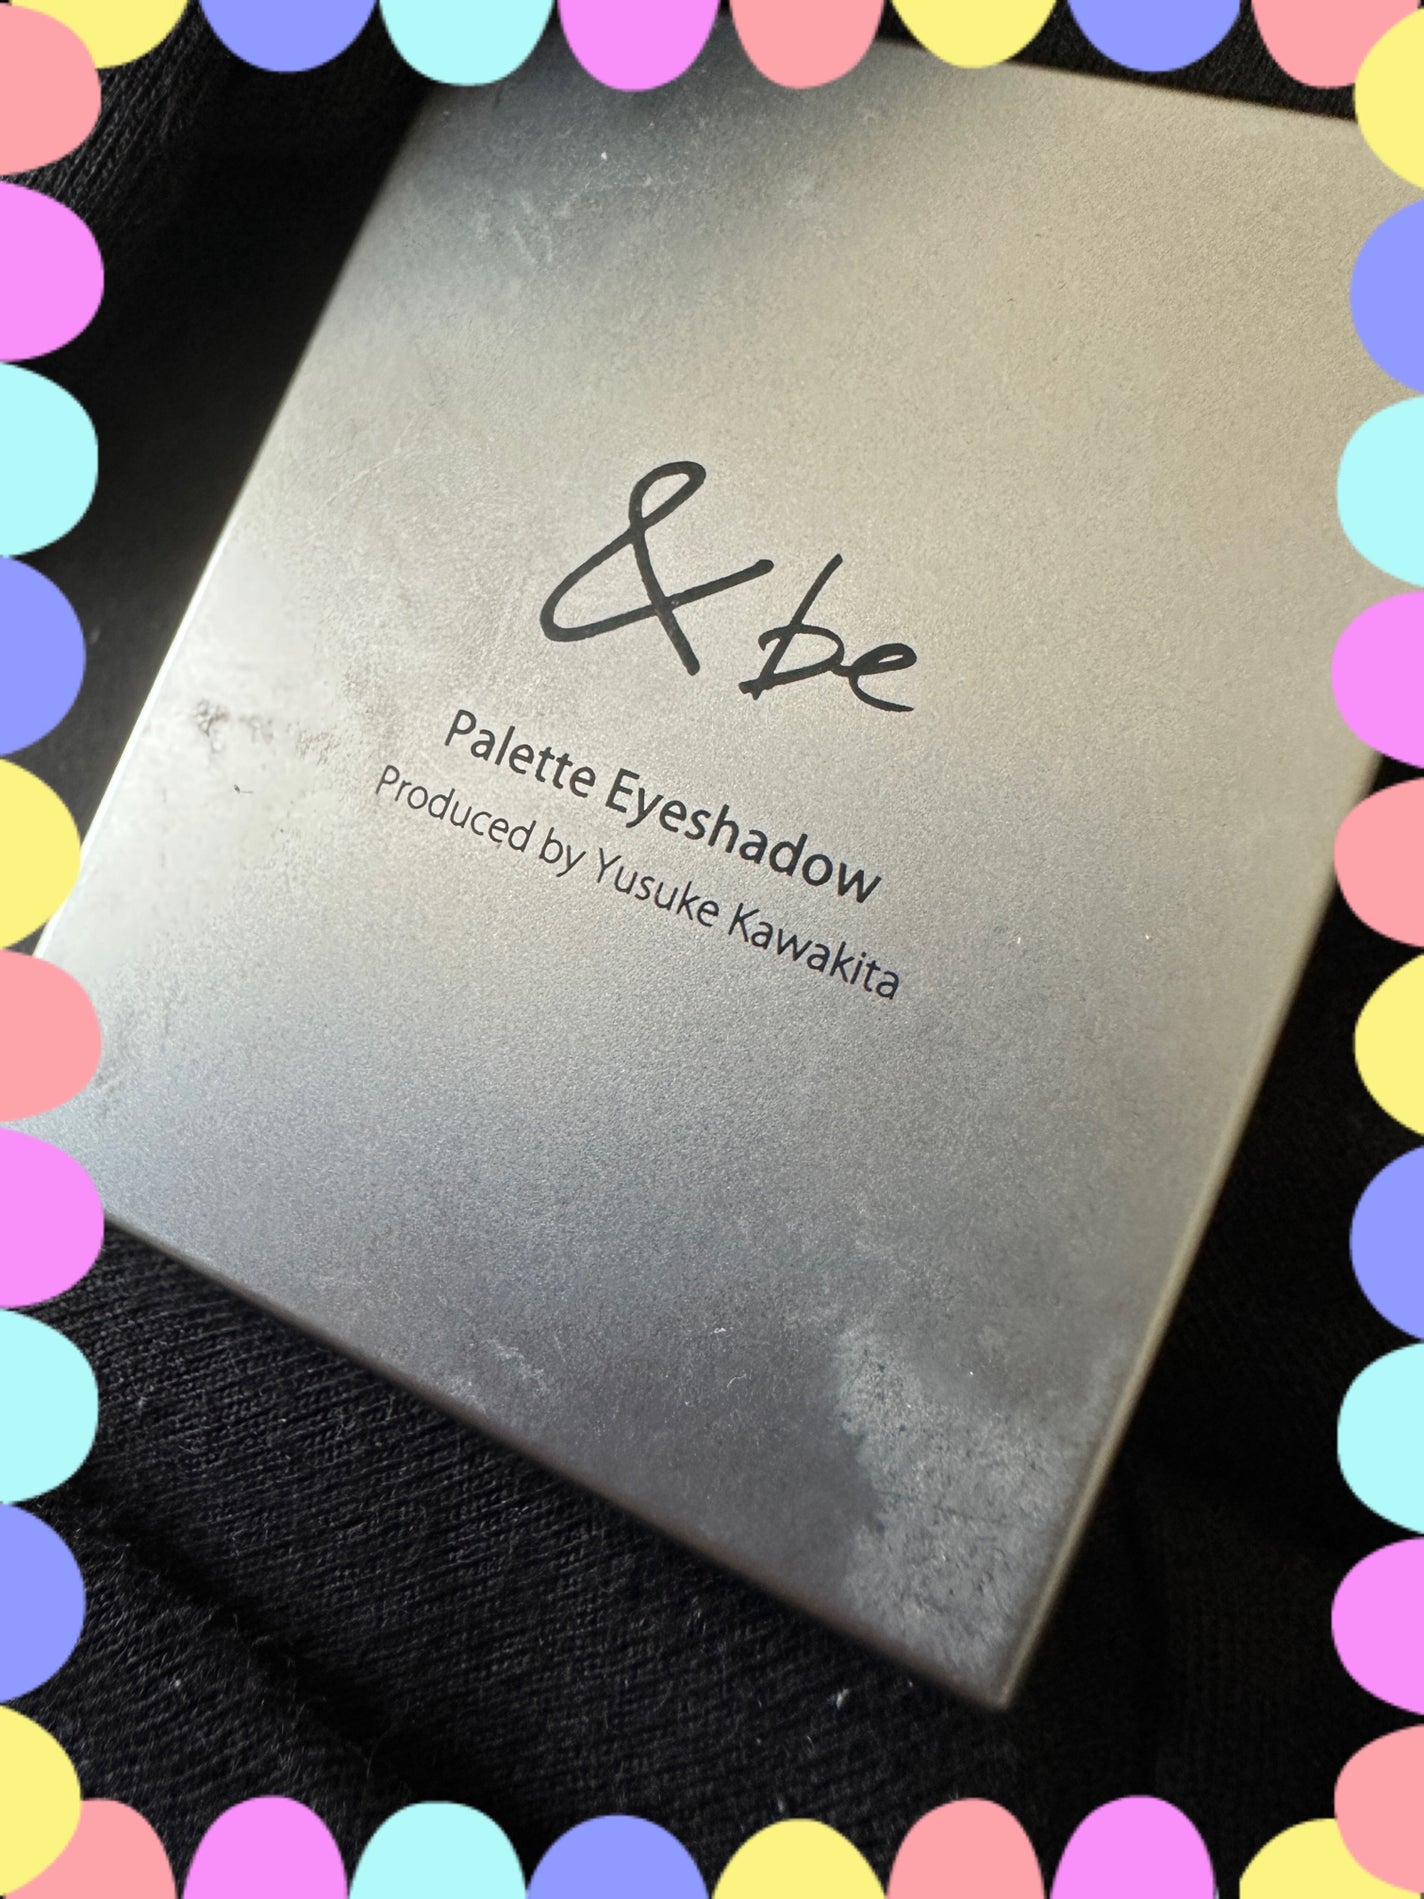 & be
Palette Eyeshadow
Produced by Yusuke Kawakita